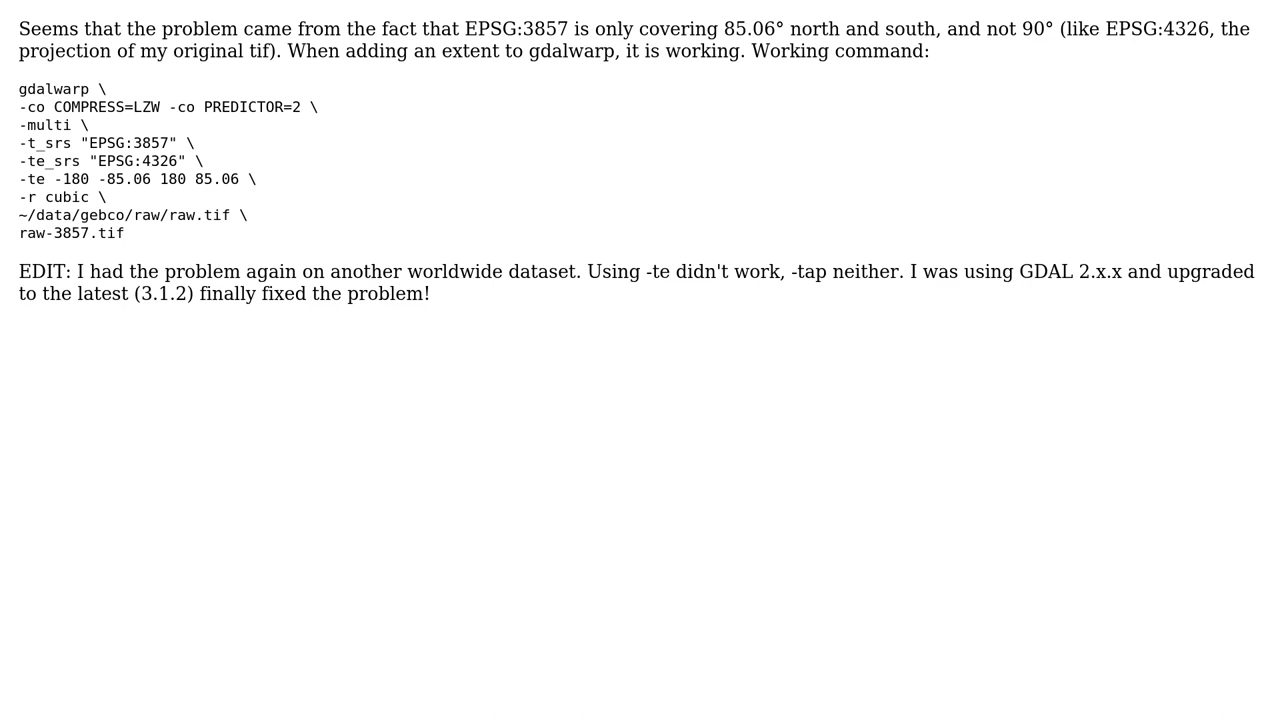 Seems that the problem came from the fact that EPSG:3857 is only covering 85.06° north and south, and not 90° (like EPSG:4326, the
projection of my original tif). When adding an extent to gdalwarp, it is working. Working command:
gdalwarp \
-co COMPRESS=LZW -co PREDICTOR=2 \
-multi \
-t_srs "EPSG:3857" \
-te_srs "EPSG:4326" \
-te -180 -85.06 180 85.06 \
-r cubic \
~/data/gebco/raw/raw.tif \
raw-3857.tif
EDIT: I had the problem again on another worldwide dataset. Using -te didn't work, -tap neither. I was using GDAL 2.x.x and upgraded
to the latest (3.1.2) finally fixed the problem!